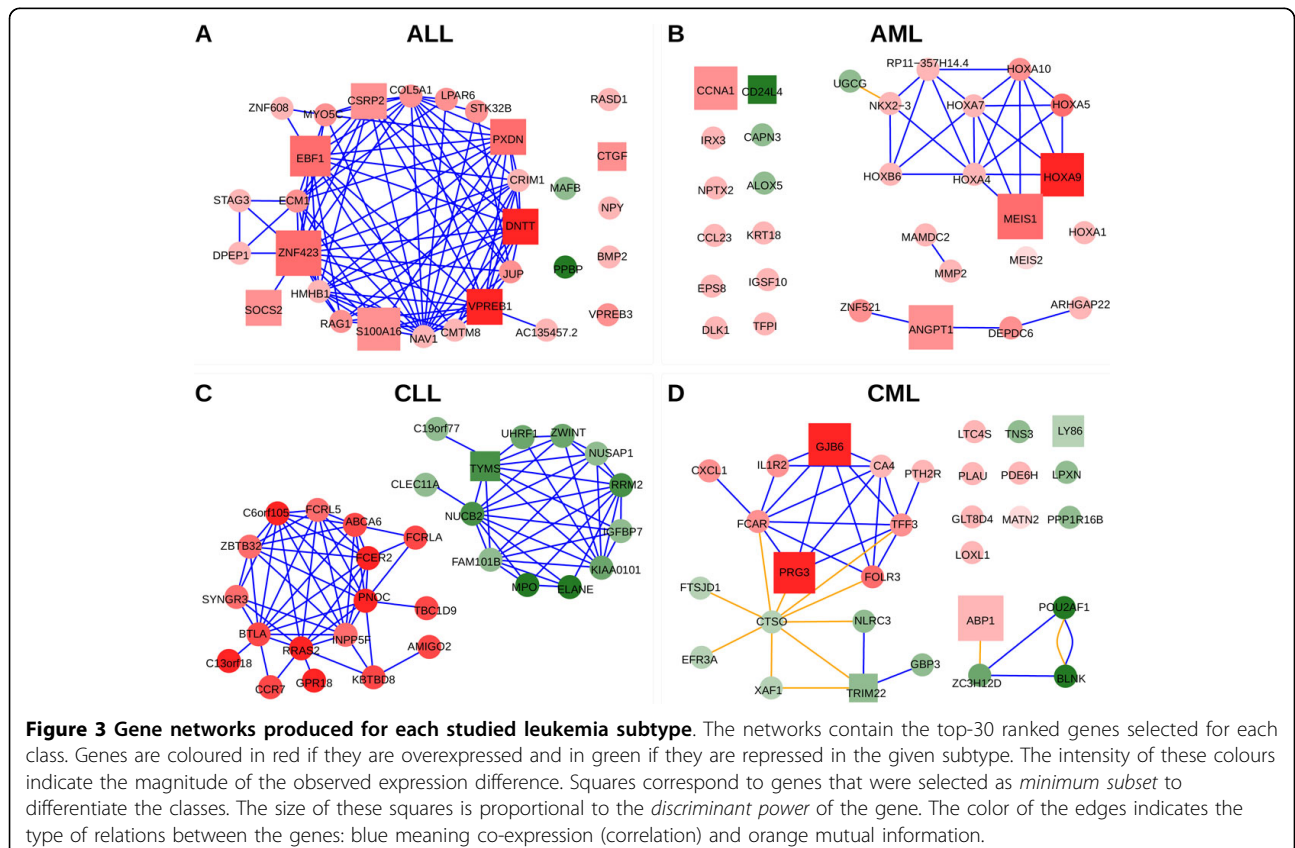 A
ALL
ZNF608
MYO5C
CSRP2
COL5A1
LPAR6
STK32B
RASD1
PXDN
EBF1
CTGF
CRIM1
MAFB
STAG3
ECM1
NPY
DNTT
DPEP1
ZNF423
BMP2
JUP
PPBP
HMHB1
SOCS2
VPREB1
RAG1
S100A16
NAV1
CMTM8
AC135457.2
VPREB3
B
AML
CCNA1
CD24L4
UGCG
RP11−357H14.4
HOXA10
NKX2−3
HOXA7
HOXA5
IRX3
CAPN3
HOXB6
HOXA4
HOXA9
NPTX2
ALOX5
MEIS1
CCL23
KRT18
MAMDC2
HOXA1
MEIS2
MMP2
EPS8
IGSF10
ZNF521
ARHGAP22
DLK1
TFPI
ANGPT1
DEPDC6
C
CLL
C19orf77
UHRF1
ZWINT
TYMS
NUSAP1
CLEC11A
RRM2
NUCB2
IGFBP7
FAM101B
KIAA0101
MPO
ELANE
C6orf105
FCRL5
ABCA6
FCRLA
ZBTB32
FCER2
SYNGR3
PNOC
TBC1D9
BTLA
INPP5F
RRAS2
AMIGO2
C13orf18
CCR7
GPR18
KBTBD8
D
CML
GJB6
CXCL1
IL1R2
CA4
PTH2R
LTC4S
TNS3
LY86
PLAU
PDE6H
LPXN
FCAR
TFF3
GLT8D4
MATN2
PPP1R16B
PRG3
FOLR3
LOXL1
FTSJD1
CTSO
NLRC3
ABP1
POU2AF1
EFR3A
GBP3
XAF1
TRIM22
ZC3H12D
BLNK
Figure 3 Gene networks produced for each studied leukemia subtype. The networks contain the top-30 ranked genes selected for each
class. Genes are coloured in red if they are overexpressed and in green if they are repressed in the given subtype. The intensity of these colours
indicate the magnitude of the observed expression difference. Squares correspond to genes that were selected as minimum subset to
differentiate the classes. The size of these squares is proportional to the discriminant power of the gene. The color of the edges indicates the
type of relations between the genes: blue meaning co-expression (correlation) and orange mutual information.